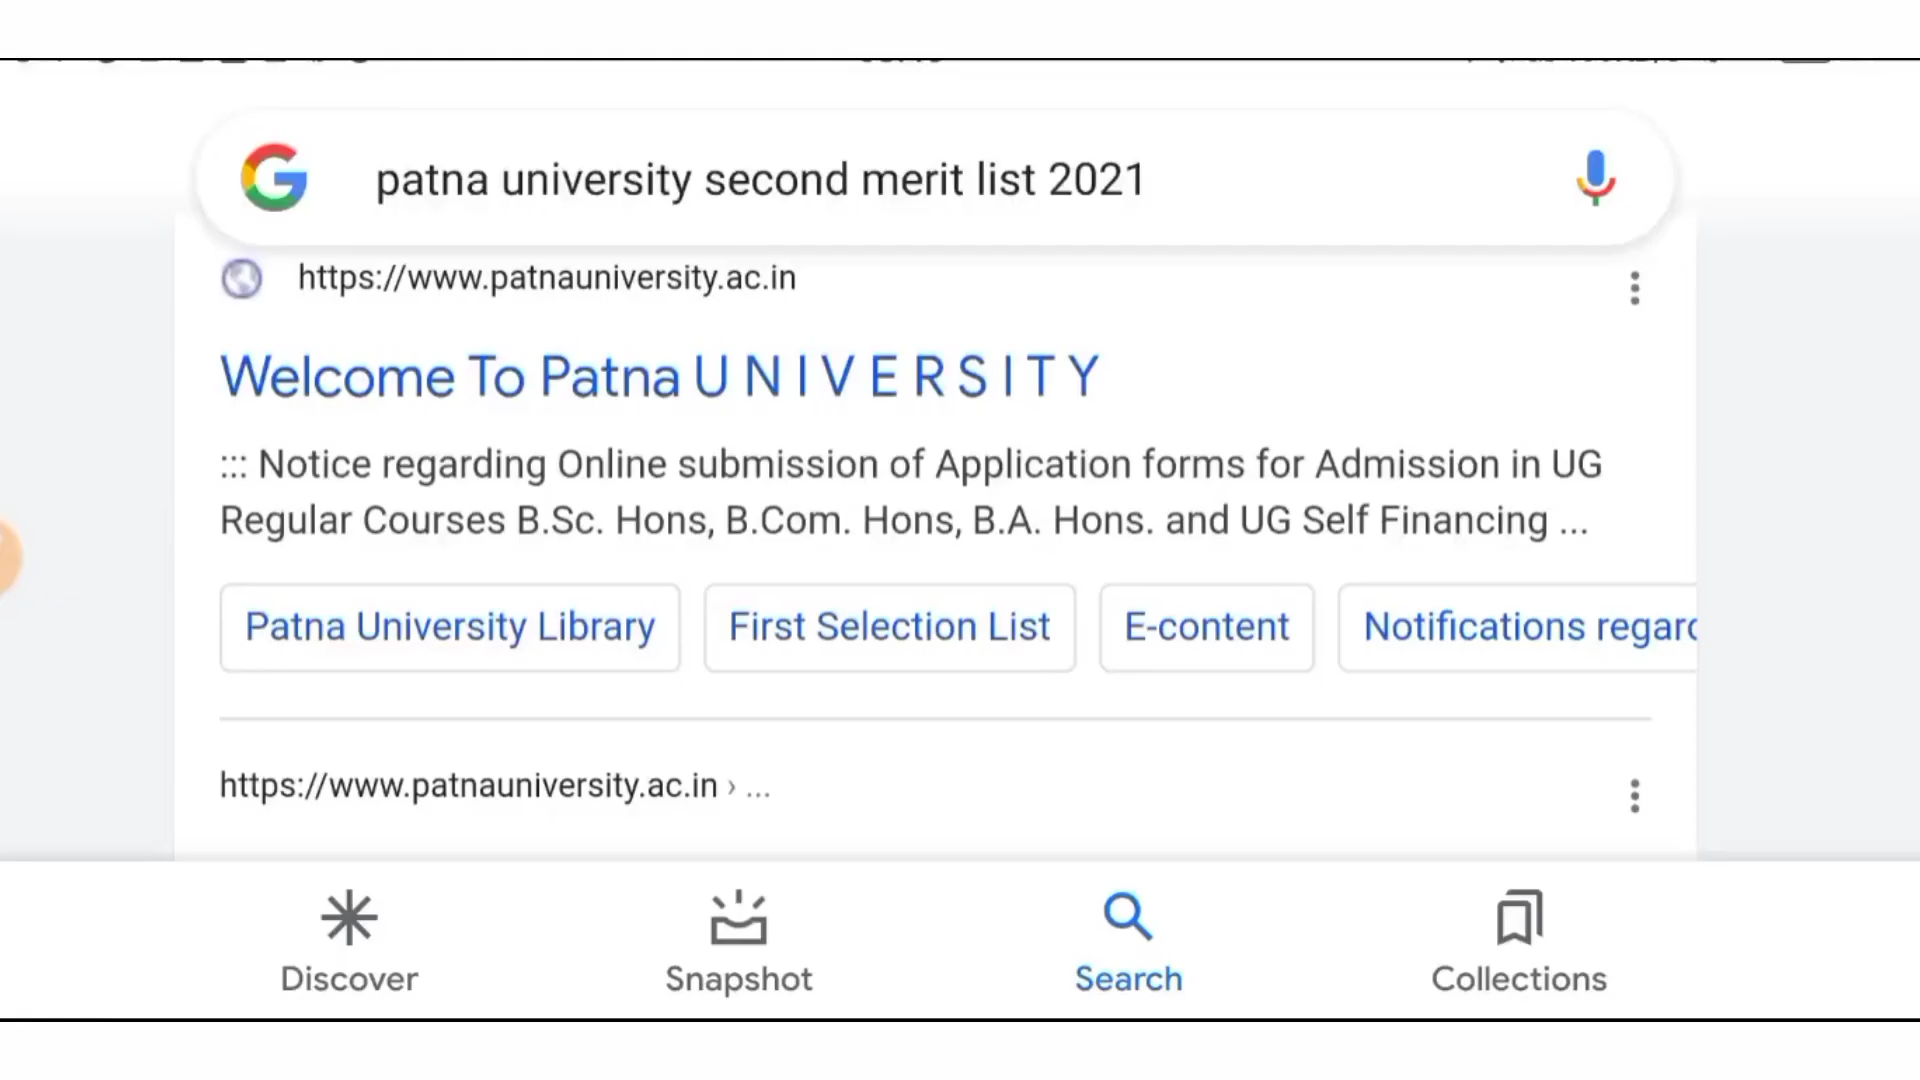 patna university second merit list 2021
https://www.patnauniversity.ac.in
Welcome To Patna U N I V E R S I T Y
::: Notice regarding Online submission of Application forms for Admission in UG
Regular Courses B.Sc. Hons, B.Com. Hons, B.A. Hons. and UG Self Financing ...
Patna University Library First Selection List E-content Notifications
https://www.patnauniversity.ac.in › ...
Discover Snapshot Search Collections